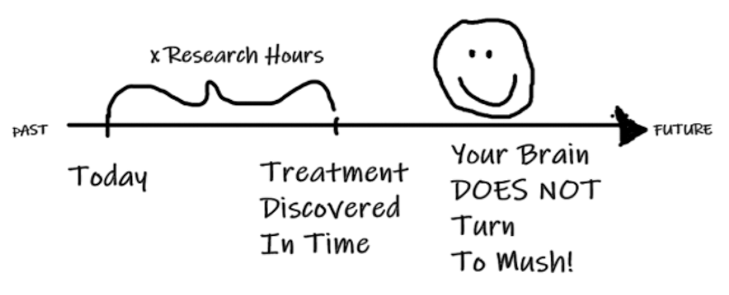 x Research Hours
PAST
FUTURE
Today
Treatment
Discovered
In Time
Your Brain
DOES NOT
Turn
To Mush!